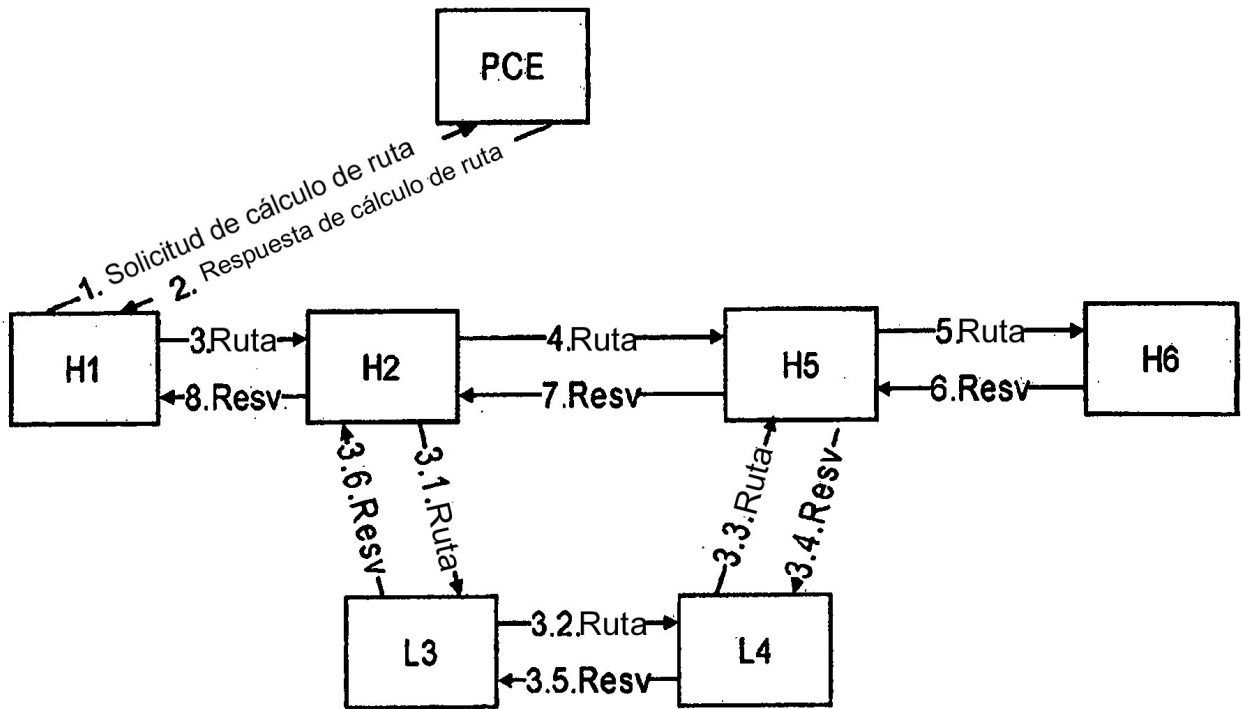 PCE
1. Solicitud de cálculo de ruta
2. Respuesta de cálculo de ruta
H1
3.Ruta
8.Resv
H2
4.Ruta
7.Resv
H5
5.Ruta
6.Resv
H6
3.6.Resv
3.1.Ruta
3.3.Ruta
3.4.Resv
L3
3.2.Ruta
3.5.Resv
L4